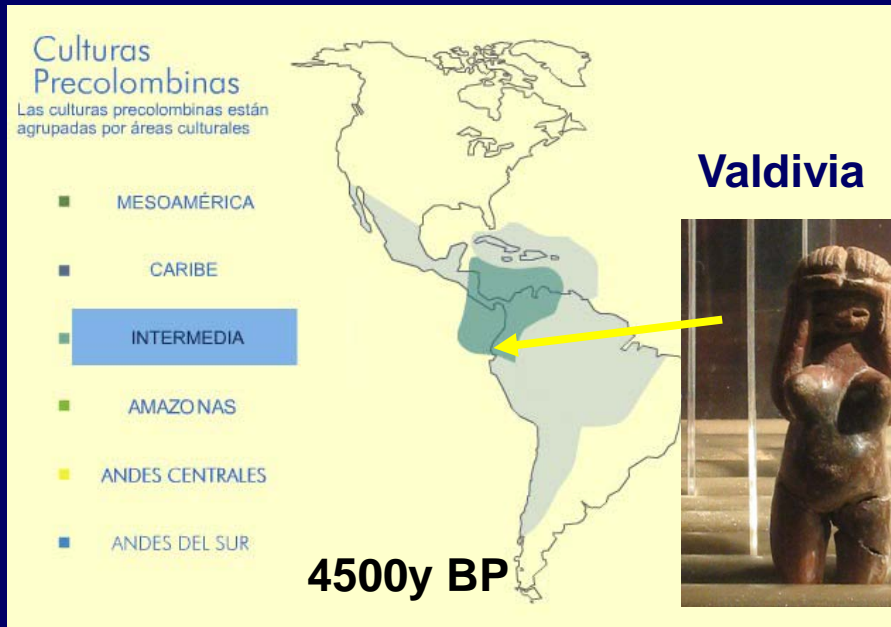 Culturas
Precolombinas
Las culturas precolombinas están
agrupadas por áreas culturales
MESOAMÉRICA
CARIBE
INTERMEDIA
AMAZONAS
ANDES CENTRALES
ANDES DEL SUR
Valdivia
4500y BP